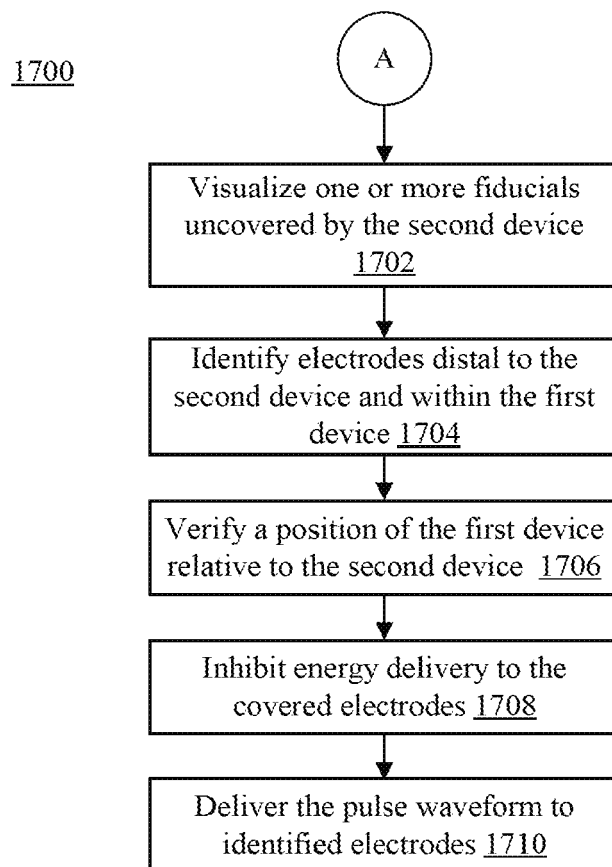 1700
A
Visualize one or more fiducials
uncovered by the second device
1702
Identify electrodes distal to the
second device and within the first
device 1704
Verify a position of the first device
relative to the second device 1706
Inhibit energy delivery to the
covered electrodes 1708
Deliver the pulse waveform to
identified electrodes 1710